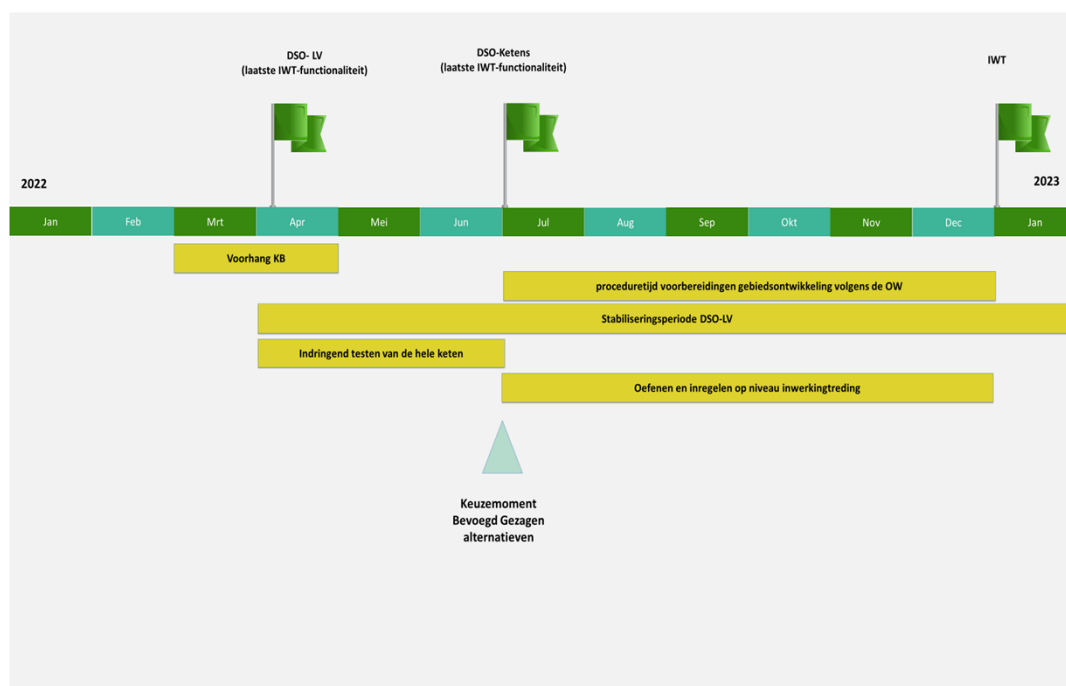 DSO- LV
(laatste IWT-functionaliteit)
DSO-Ketens
(laatste IWT-functionaliteit)
IWT
2022
2023
Jan Feb Mrt Apr Mei Jun Jul Aug Sep Okt Nov Dec Jan
Voorhang KB
proceduretijd voorbereidingen gebiedsontwikkeling volgens de OW
Stabiliseringsperiode DSO-LV
Indringend testen van de hele keten
Oefenen en inregelen op niveau inwerkingtreding
Keuzemoment
Bevoegd Gezagen
alternatieven